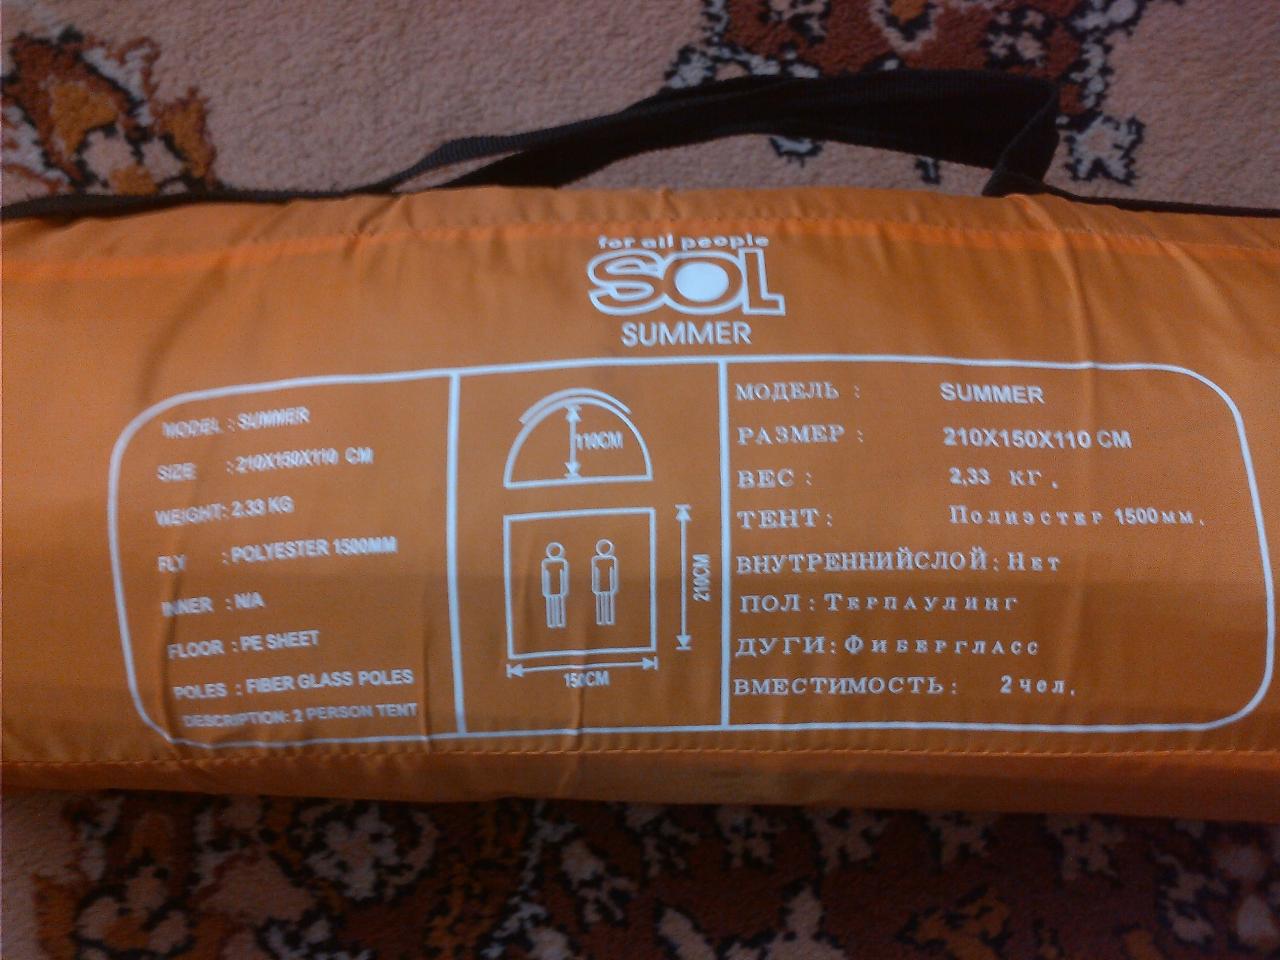 for all people
SOL
SUMMER
MODEL : SUMMER
SIZE : 210X150X110 CM
WEIGHT: 2.33 KG
FLY : POLYESTER 1500MM
INNER : N/A
FLOOR : PE SHEET
POLES : FIBER GLASS POLES
DESCRIPTION: 2 PERSON TENT
110CM
210CM
150CM
МОДЕЛЬ : SUMMER
РАЗМЕР : 210X150X110 CM
ВЕС : 2,33 КГ.
ТЕНТ : Полиэстер 1500мм.
ВНУТРЕННИЙСЛОЙ: Нет
ПОЛ : Терпаулинг
ДУГИ: Фибергласс
ВМЕСТИМОСТЬ: 2чел.